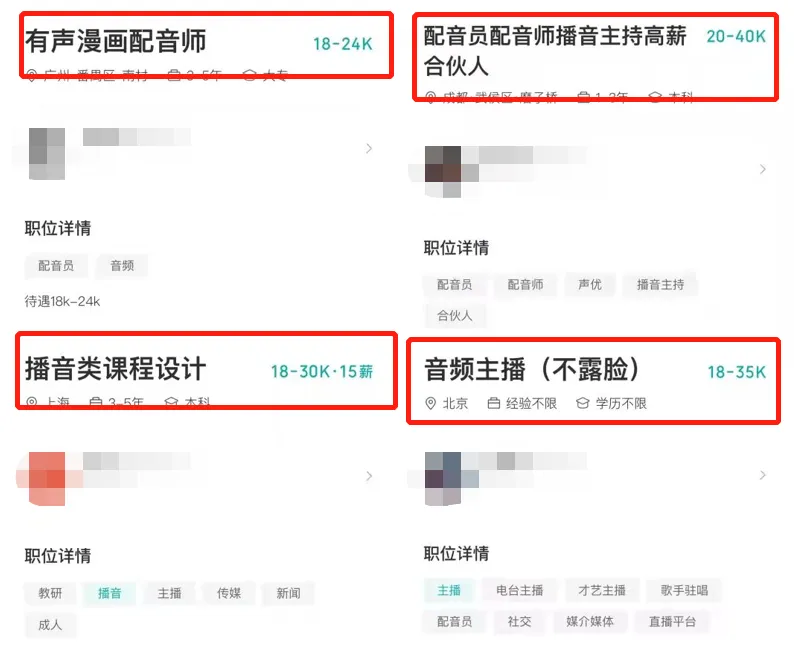 有声漫画配音师
18-24K
广州·番禺区·南村 3-5年 大专
职位详情
配音员 音频
待遇18k-24k
配音员配音师播音主持高薪
合伙人
20-40K
成都·武侯区·磨子桥 1-3年 本科
职位详情
配音员 配音师 声优 播音主持
合伙人
播音类课程设计
18-30K·15薪
上海 3-5年 本科
职位详情
教研 播音 主播 传媒 新闻
成人
音频主播（不露脸）
18-35K
北京 经验不限 学历不限
职位详情
主播 电台主播 才艺主播 歌手驻唱
配音员 社交 媒介媒体 直播平台